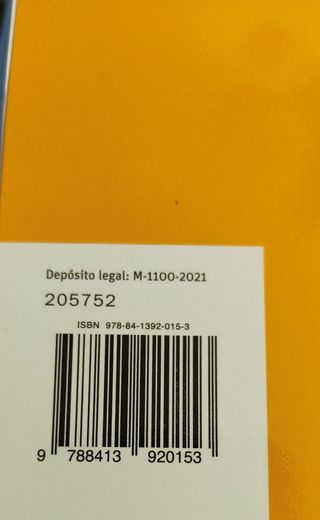 Depósito legal: M-1100-2021
205752
ISBN 978-84-1392-015-3
9 788413 920153